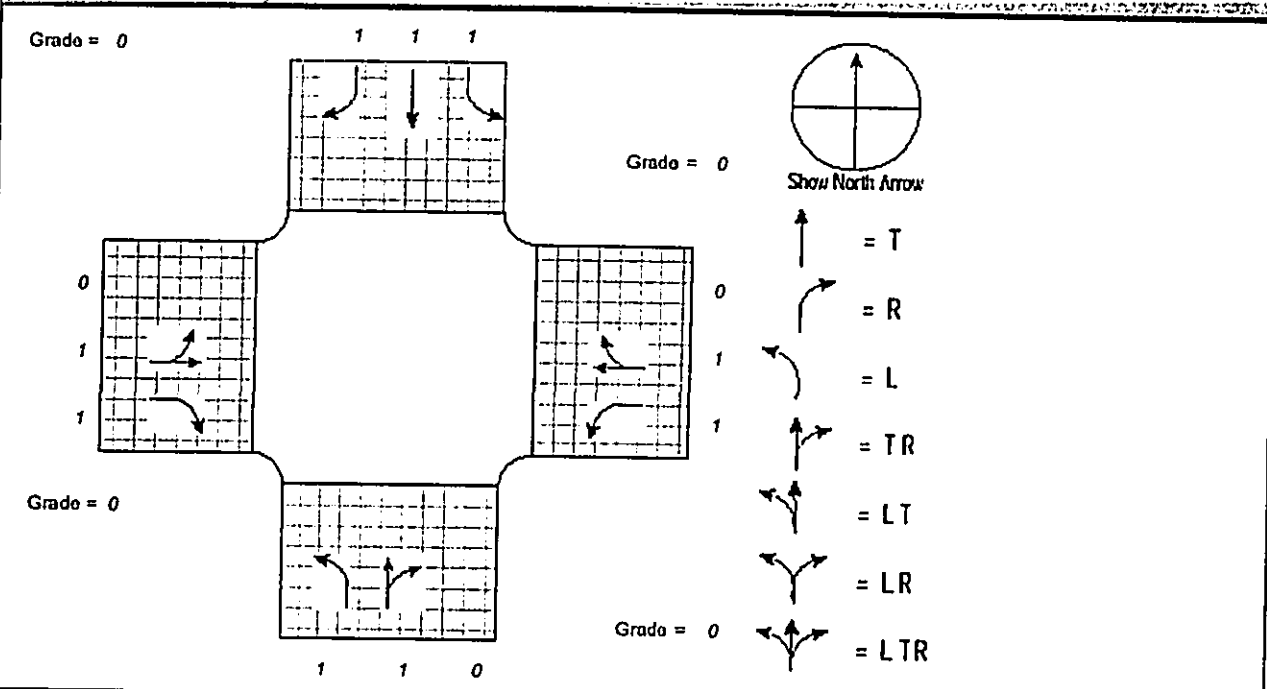 Grade = 0
1 1 1
Grade = 0
Show North Arrow
= T
= R
= L
= TR
= LT
= LR
= LTR
0
1
1
0
1
1
Grade = 0
1 1 0
Grade = 0